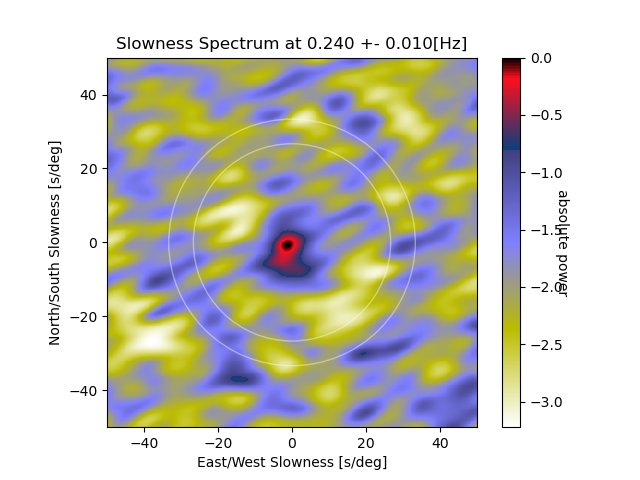 Slowness Spectrum at 0.240 +- 0.010[Hz]
40
20
0
−20
−40
North/South Slowness [s/deg]
−40 −20 0 20 40
East/West Slowness [s/deg]
0.0
−0.5
−1.0
−1.5
−2.0
−2.5
−3.0
absolute power